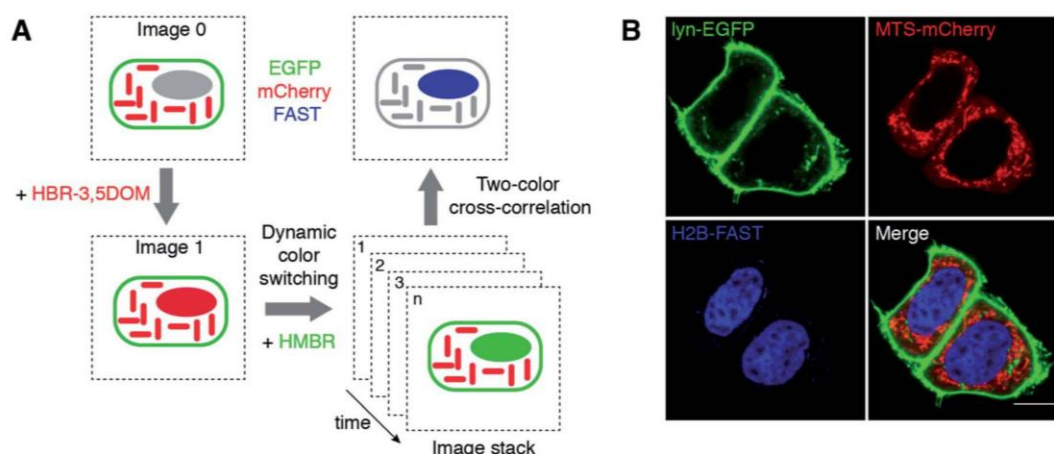 A
Image 0
EGFP
mCherry
FAST
+ HBR-3,5DOM
Two-color
cross-correlation
Image 1
Dynamic
color
switching
+ HMBR
1
2
3
n
time
Image stack
B
lyn-EGFP
MTS-mCherry
H2B-FAST
Merge